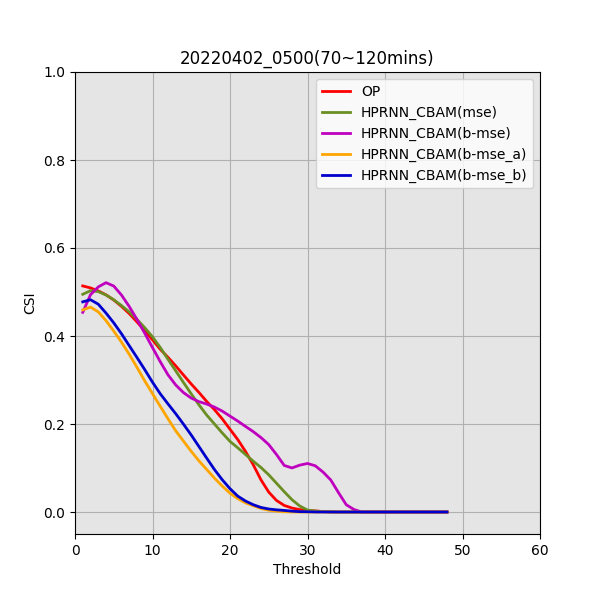 20220402_0500(70~120mins)
1.0
0.8
0.6
0.4
0.2
0.0
CSI
OP
HPRNN_CBAM(mse)
HPRNN_CBAM(b-mse)
HPRNN_CBAM(b-mse_a)
HPRNN_CBAM(b-mse_b)
0 10 20 30 40 50 60
Threshold